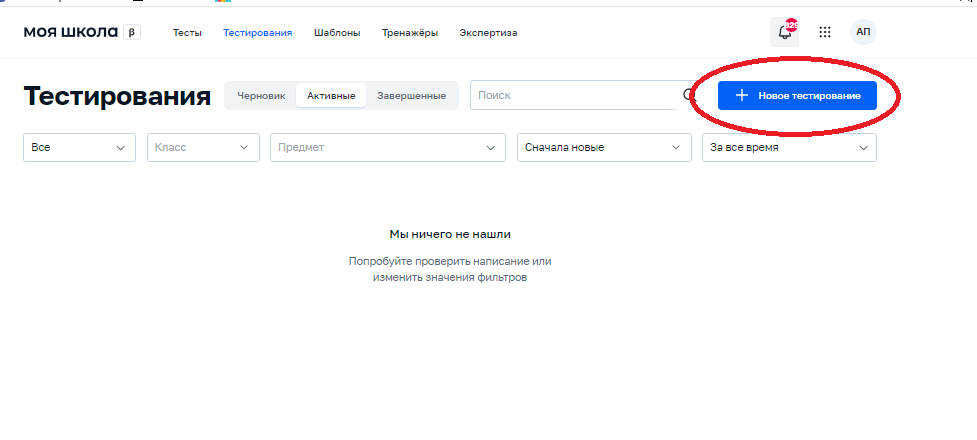 моя школа β Тесты Тестирования Шаблоны Тренажёры Экспертиза АП
Тестирования Черновик Активные Завершенные Поиск + Новое тестирование
Все Класс Предмет Сначала новые За все время
Мы ничего не нашли
Попробуйте проверить написание или
изменить значения фильтров